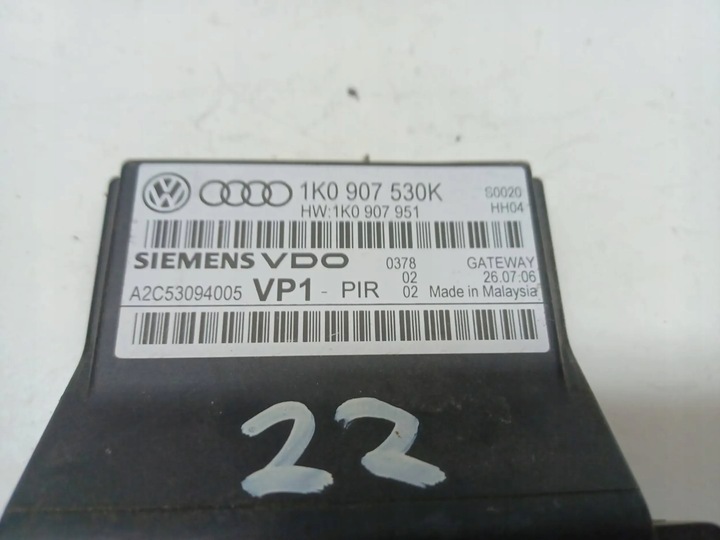 1K0 907 530K S0020
HW:1K0 907 951 HH04
SIEMENS VDO 0378 GATEWAY
02 26.07.06
A2C53094005 VP1 - PIR 02 Made in Malaysia
22